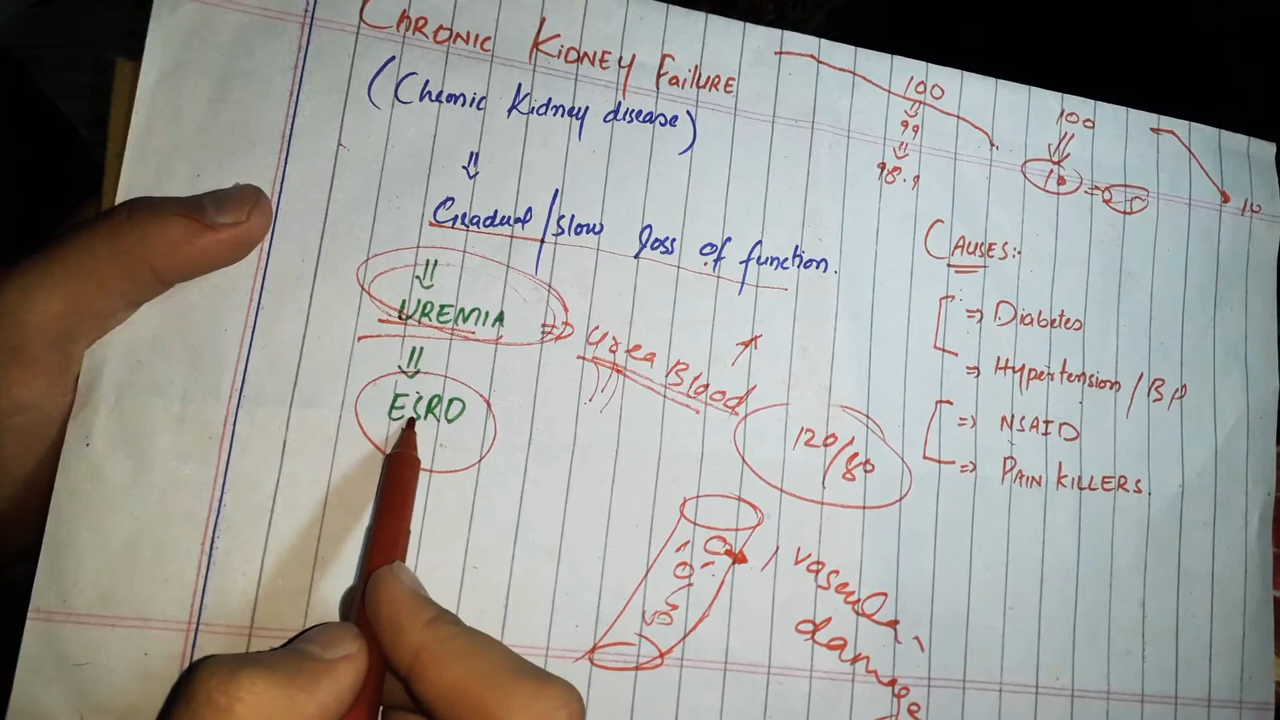 CHRONIC KIDNEY FAILURE
(Chronic Kidney disease)
⇓
Gradual/slow loss of function.
⇓
UREMIA ⇒ Urea Blood ↑
⇓
ESRD
100
⇓
99
⇓
98.9
100
10
10
CAUSES:-
⇒ Diabetes
⇒ Hypertension/BP
⇒ NSAID
⇒ PAIN KILLERS.
120/80
vascular
damage